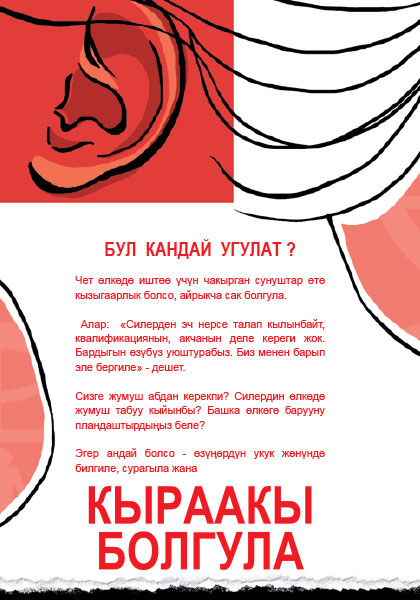 БУЛ КАНДАЙ УГУЛАТ ?
Чет өлкөдө иштөө үчүн чакырган сунуштар өтө
кызыгаарлык болсо, айрыкча сак болгула.
Алар: «Силерден эч нерсе талап кылынбайт,
квалификациянын, акчанын деле кереги жок.
Бардыгын өзүбүз уюштурабыз. Биз менен барып
эле бергиле» - дешет.
Сизге жумуш абдан керекпи? Силердин өлкөдө
жумуш табуу кыйынбы? Башка өлкөгө барууну
пландаштырдыңыз беле?
Эгер андай болсо - өзүңөрдүн укук жөнүндө
билгиле, сурагыла жана
КЫРААКЫ
БОЛГУЛА